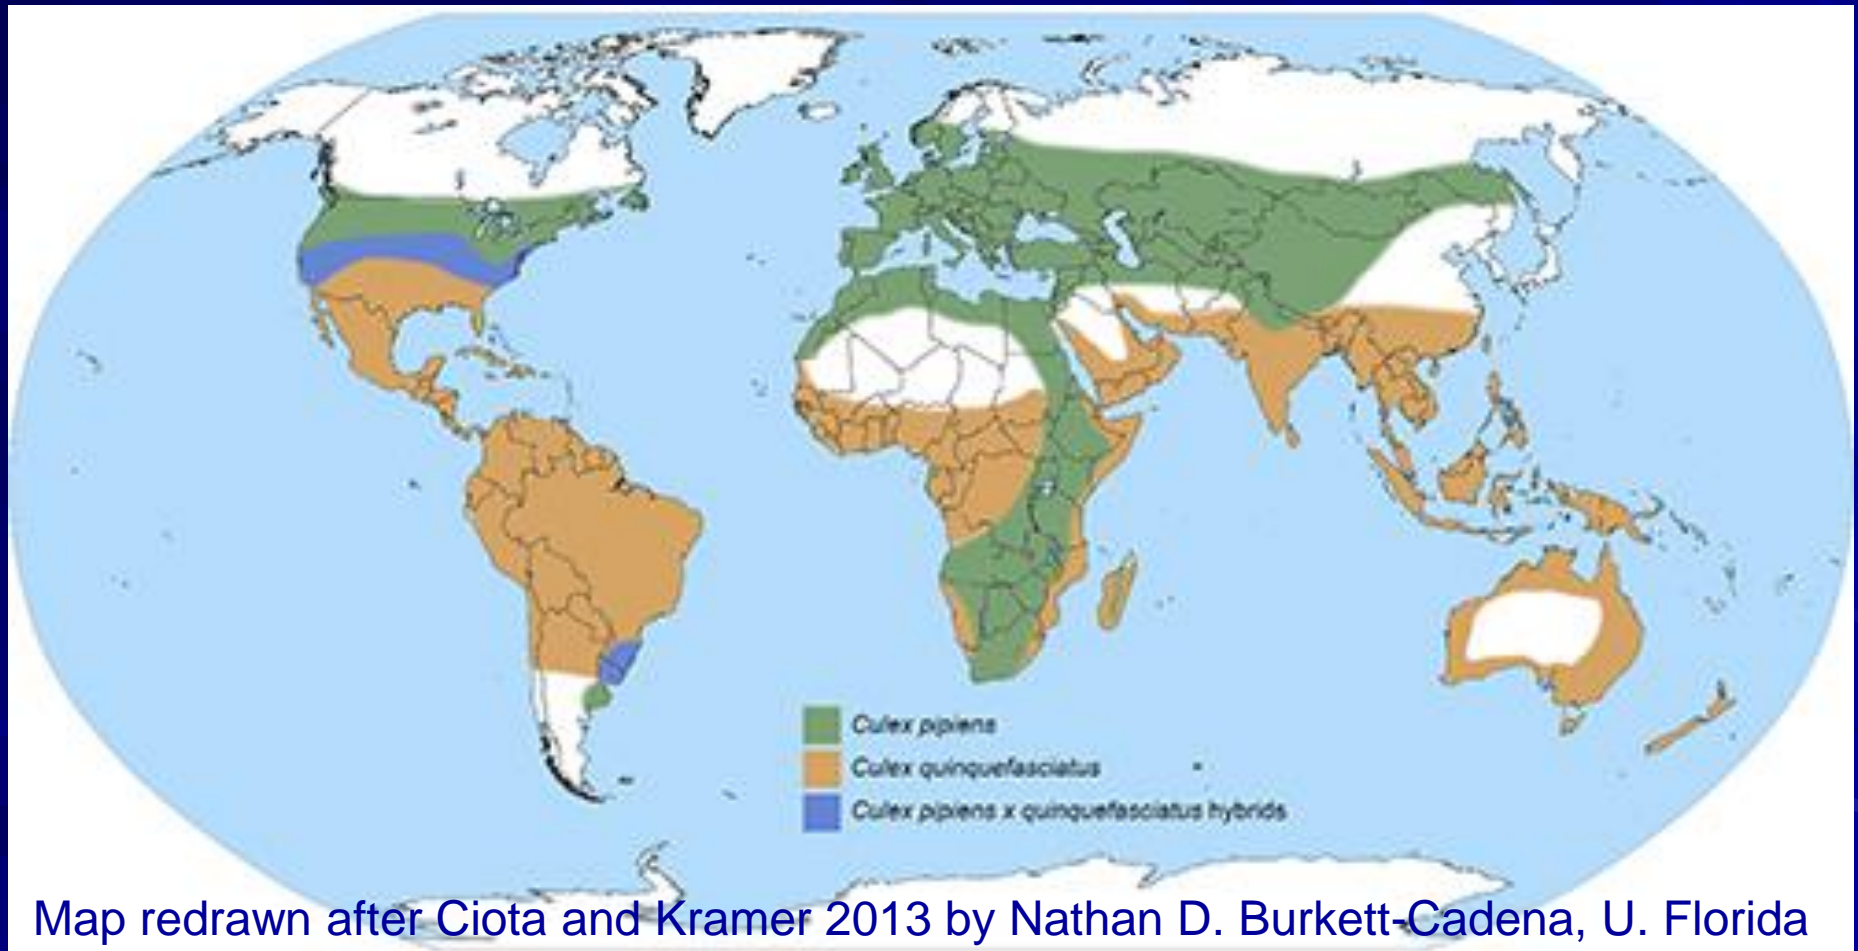 Culex pipiens
Culex quinquefasciatus
Culex pipiens x quinquefasciatus hybrids
Map redrawn after Ciota and Kramer 2013 by Nathan D. Burkett-Cadena, U. Florida